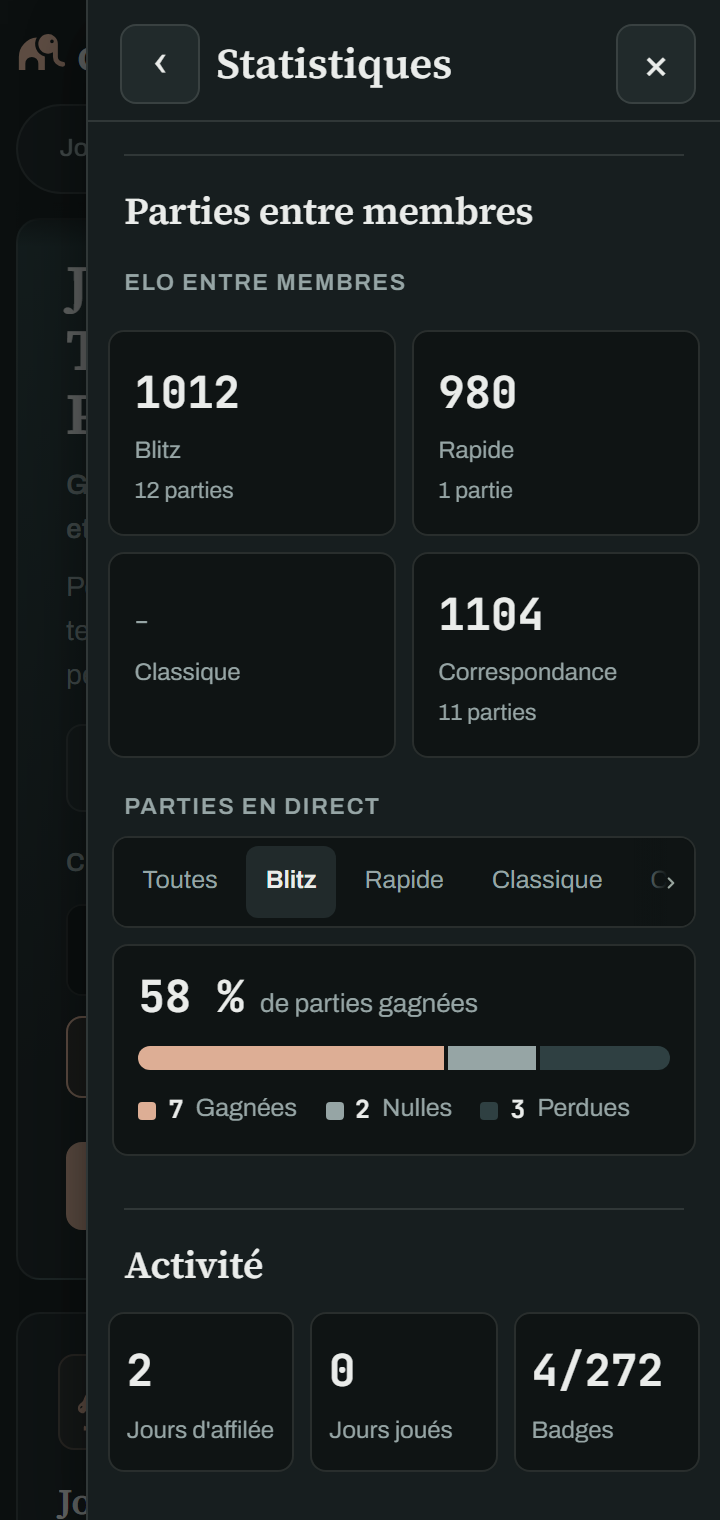 ‹ Statistiques ×
Parties entre membres
ELO ENTRE MEMBRES
1012
Blitz
12 parties
980
Rapide
1 partie
-
Classique
1104
Correspondance
11 parties
PARTIES EN DIRECT
Toutes Blitz Rapide Classique ›
58 % de parties gagnées
7 Gagnées 2 Nulles 3 Perdues
Activité
2
Jours d'affilée
0
Jours joués
4/272
Badges